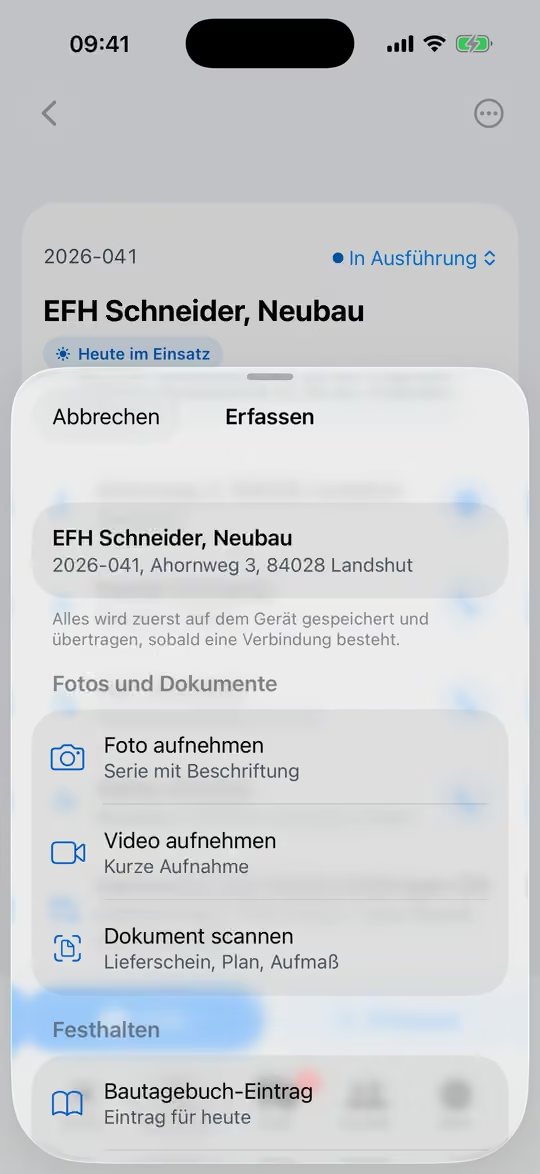 09:41
2026-041
In Ausführung
EFH Schneider, Neubau
Heute im Einsatz
Abbrechen
Erfassen
EFH Schneider, Neubau
2026-041, Ahornweg 3, 84028 Landshut
Alles wird zuerst auf dem Gerät gespeichert und
übertragen, sobald eine Verbindung besteht.
Fotos und Dokumente
Foto aufnehmen
Serie mit Beschriftung
Video aufnehmen
Kurze Aufnahme
Dokument scannen
Lieferschein, Plan, Aufmaß
Festhalten
Bautagebuch-Eintrag
Eintrag für heute